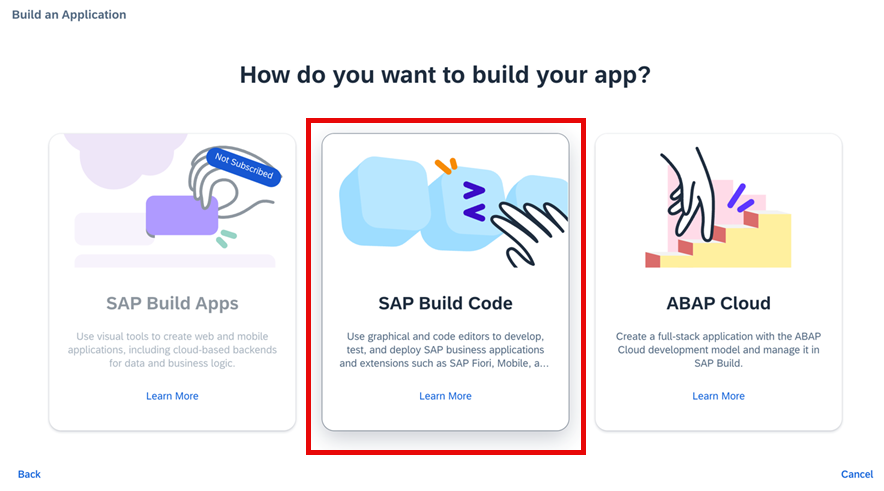 Build an Application
How do you want to build your app?
Not Subscribed
SAP Build Apps
Use visual tools to create web and mobile
applications, including cloud-based backends
for data and business logic.
Learn More
SAP Build Code
Use graphical and code editors to develop,
test, and deploy SAP business applications
and extensions such as SAP Fiori, Mobile, a...
Learn More
ABAP Cloud
Create a full-stack application with the ABAP
Cloud development model and manage it in
SAP Build.
Learn More
Back
Cancel